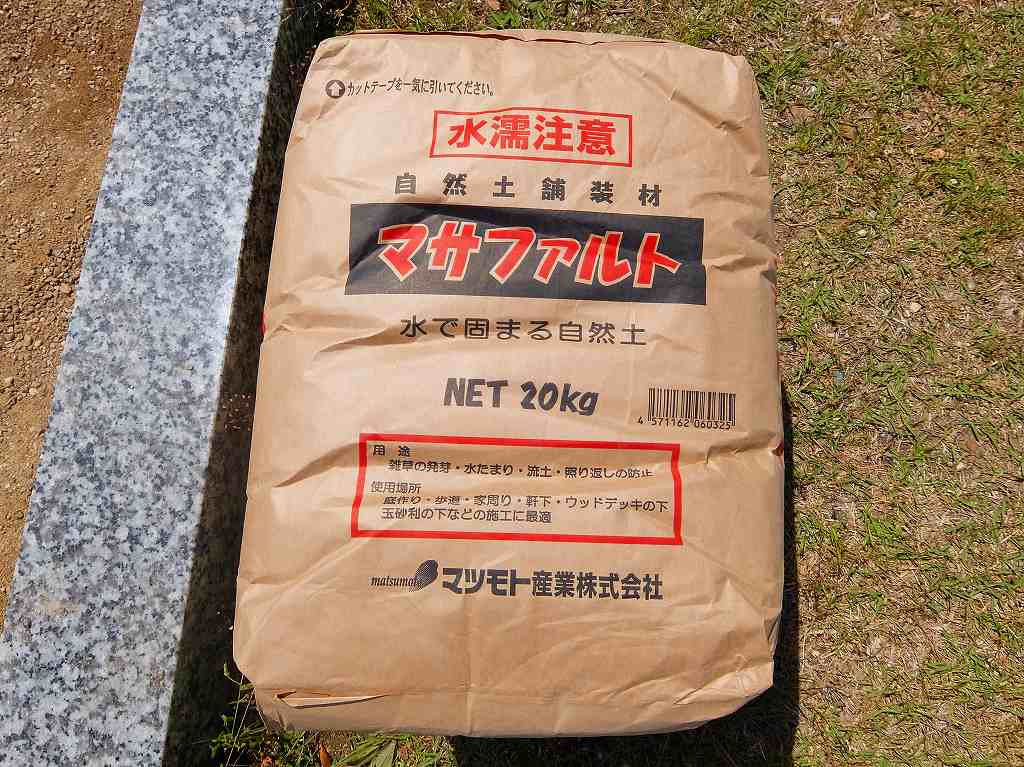 カットテープを一気に引いてください。
水濡注意
自然土舗装材
マサファルト
水で固まる自然土
NET 20kg
4 571162 060325
用途
雑草の発芽・水たまり・流土・照り返しの防止
使用場所
庭作り・歩道・家周り・軒下・ウッドデッキの下
玉砂利の下などの施工に最適
matsumoto マツモト産業株式会社